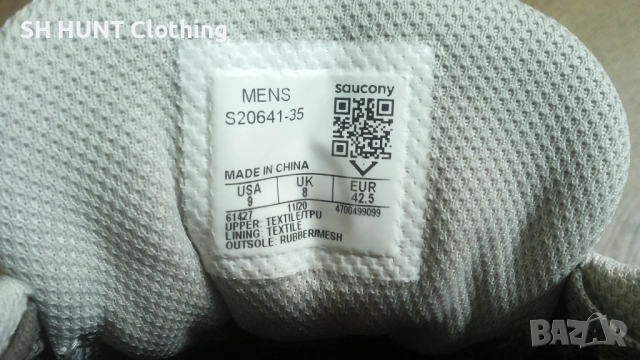 SH HUNT Clothing
MENS
saucony
S20641-35
MADE IN CHINA
USA UK EUR
9 8 42.5
61427 11/20 4700499099
UPPER: TEXTILE/TPU
LINING: TEXTILE
OUTSOLE: RUBBER/MESH
BAZAR